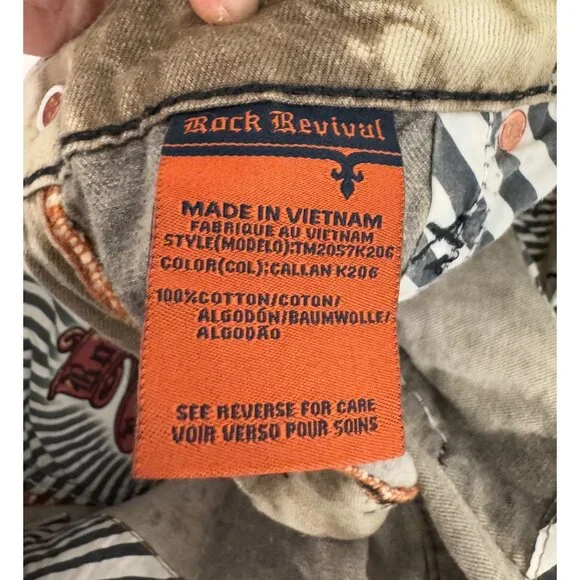 Rock Revival
MADE IN VIETNAM
FABRIQUE AU VIETNAM
STYLE(MODELO):TM2057K206
COLOR(COL):CALLAN K206
100%COTTON/COTON/
ALGODÓN/BAUMWOLLE/
ALGODÃO
SEE REVERSE FOR CARE
VOIR VERSO POUR SOINS